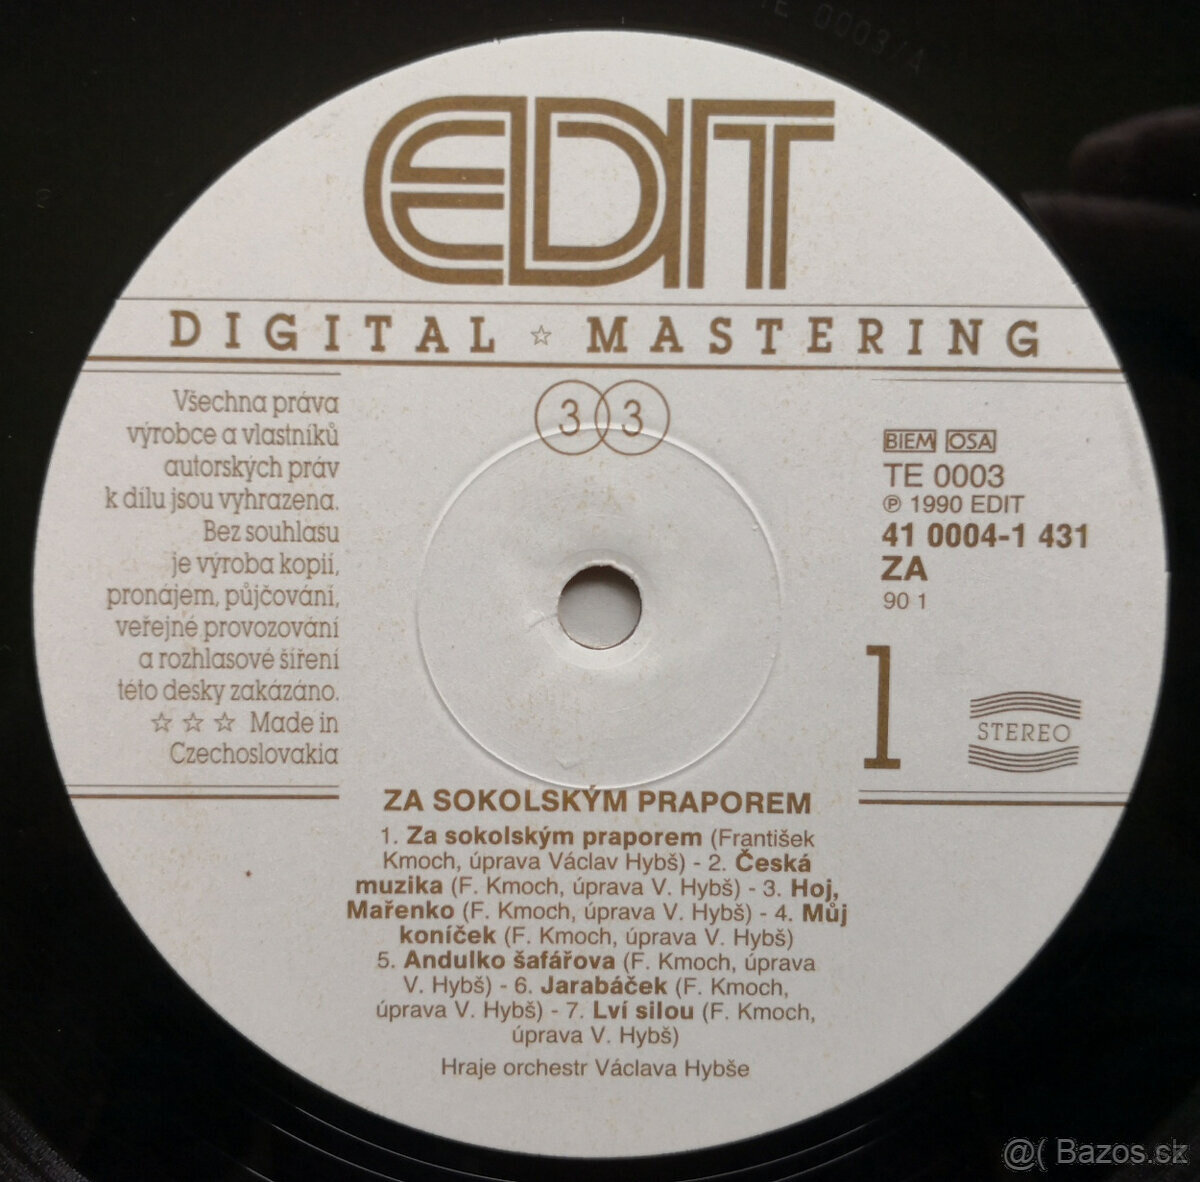 TE 0003/A
EDIT
DIGITAL ☆ MASTERING
Všechna práva
výrobce a vlastníků
autorských práv
k dílu jsou vyhrazena.
Bez souhlasu
je výroba kopií,
pronájem, půjčování,
veřejné provozování
a rozhlasové šíření
této desky zakázáno.
☆ ☆ ☆ Made in
Czechoslovakia
33
BIEM OSA
TE 0003
℗ 1990 EDIT
41 0004-1 431
ZA
90 1
1
STEREO
ZA SOKOLSKÝM PRAPOREM
1. Za sokolským praporem (František
Kmoch, úprava Václav Hybš) - 2. Česká
muzika (F. Kmoch, úprava V. Hybš) - 3. Hoj,
Mařenko (F. Kmoch, úprava V. Hybš) - 4. Můj
koníček (F. Kmoch, úprava V. Hybš)
5. Andulko šafářova (F. Kmoch, úprava
V. Hybš) - 6. Jarabáček (F. Kmoch,
úprava V. Hybš) - 7. Lví silou (F. Kmoch,
úprava V. Hybš)
Hraje orchestr Václava Hybše
@( Bazos.sk